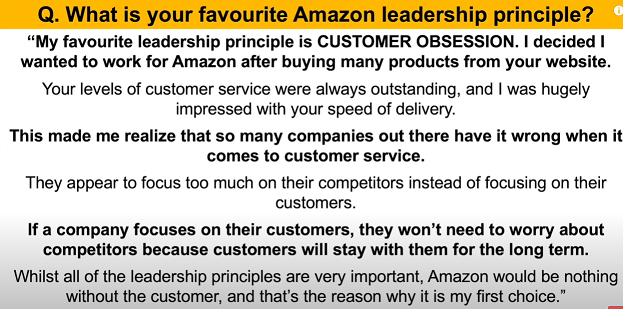 Q. What is your favourite Amazon leadership principle?
“My favourite leadership principle is CUSTOMER OBSESSION. I decided I
wanted to work for Amazon after buying many products from your website.
Your levels of customer service were always outstanding, and I was hugely
impressed with your speed of delivery.
This made me realize that so many companies out there have it wrong when it
comes to customer service.
They appear to focus too much on their competitors instead of focusing on their
customers.
If a company focuses on their customers, they won’t need to worry about
competitors because customers will stay with them for the long term.
Whilst all of the leadership principles are very important, Amazon would be nothing
without the customer, and that’s the reason why it is my first choice.”